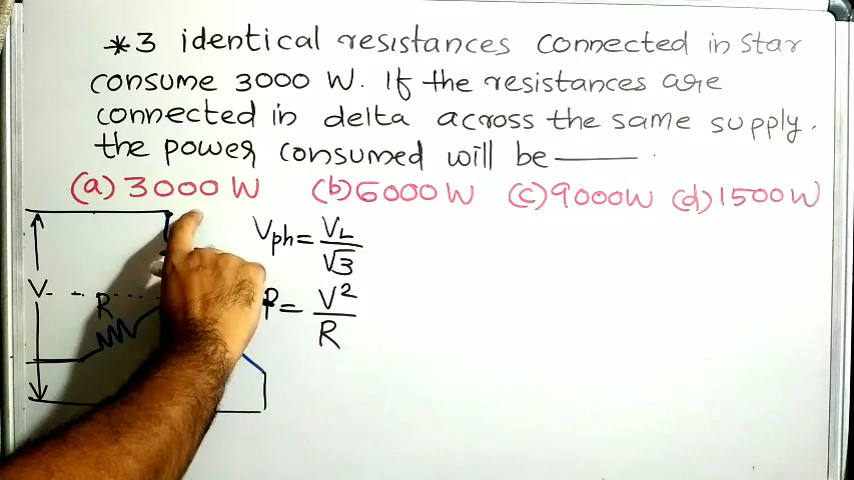 *3 identical resistances connected in star
consume 3000 W. If the resistances are
connected in delta across the same supply.
the power consumed will be ———.
(a) 3000 W (b) 6000 W (c) 9000W (d) 1500 W
Vph = VL/√3
V
R
P = V²/R